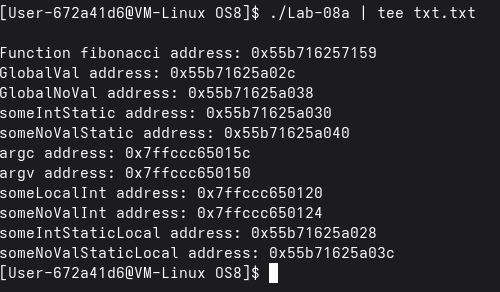 [User-672a41d6@VM-Linux OS8]$ ./Lab-08a | tee txt.txt
Function fibonacci address: 0x55b716257159
GlobalVal address: 0x55b71625a02c
GlobalNoVal address: 0x55b71625a038
someIntStatic address: 0x55b71625a030
someNoValStatic address: 0x55b71625a040
argc address: 0x7ffccc65015c
argv address: 0x7ffccc650150
someLocalInt address: 0x7ffccc650120
someNoValInt address: 0x7ffccc650124
someIntStaticLocal address: 0x55b71625a028
someNoValStaticLocal address: 0x55b71625a03c
[User-672a41d6@VM-Linux OS8]$